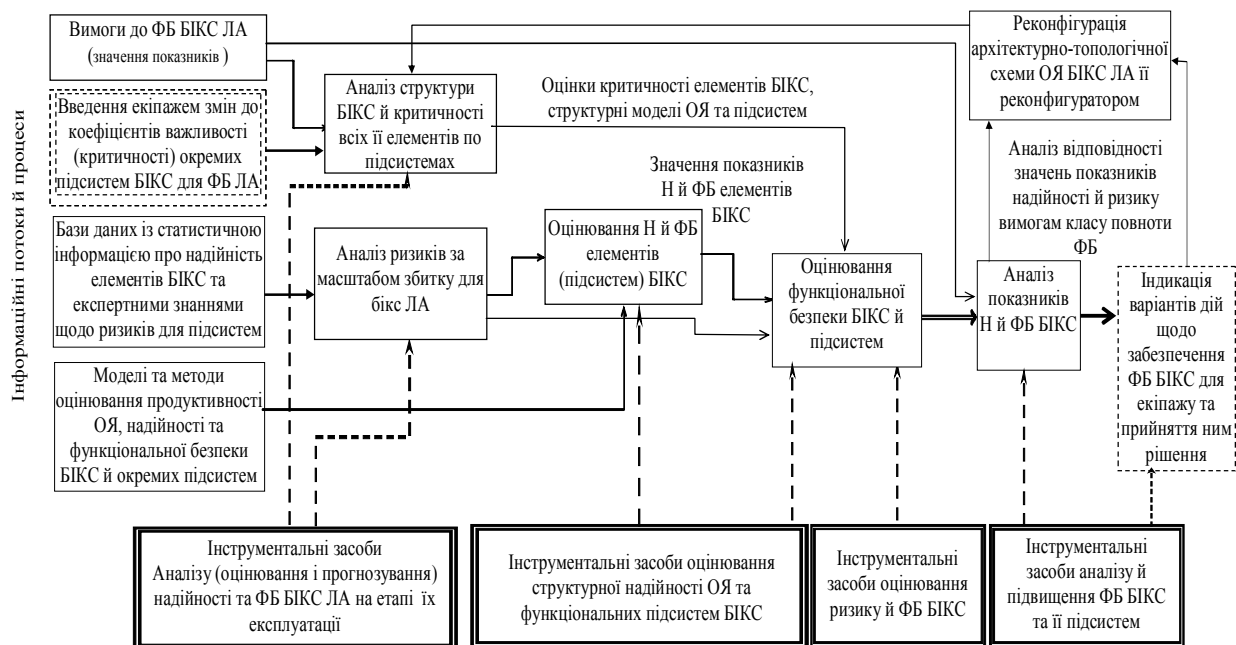 Інформаційні потоки й процеси
Вимоги до ФБ БІКС ЛА
(значення показників )
Введення екіпажем змін до
коефіцієнтів важливості
(критичності) окремих
підсистем БІКС для ФБ ЛА
Бази даних із статистичною
інформацією про надійність
елементів БІКС та
експертними знаннями
щодо ризиків для підсистем
Моделі та методи
оцінювання продуктивності
ОЯ, надійності та
функціональної безпеки
БІКС й окремих підсистем
Аналіз структури
БІКС й критичності
всіх її елементів по
підсистемах
Оцінки критичності елементів БІКС,
структурні моделі ОЯ та підсистем
Значення показників
Н й ФБ елементів
БІКС
Аналіз ризиків за
масштабом збитку для
бікс ЛА
Оцінювання Н й ФБ
елементів
(підсистем) БІКС
Оцінювання
функціональної
безпеки БІКС й
підсистем
Реконфігурація
архітектурно-топологічної
схеми ОЯ БІКС ЛА її
реконфігуратором
Аналіз відповідності
значень показників
надійності й ризику
вимогам класу повноти
ФБ
Аналіз
показників
Н й ФБ БІКС
Індикація
варіантів дій
щодо
забезпечення
ФБ БІКС для
екіпажу та
прийняття ним
рішення
Інструментальні засоби
Аналізу (оцінювання і прогнозування)
надійності та ФБ БІКС ЛА на етапі їх
експлуатації
Інструментальні засоби оцінювання
структурної надійності ОЯ та
функціональних підсистем БІКС
Інструментальні
засоби оцінювання
ризику й ФБ БІКС
Інструментальні
засоби аналізу й
підвищення ФБ БІКС
та її підсистем